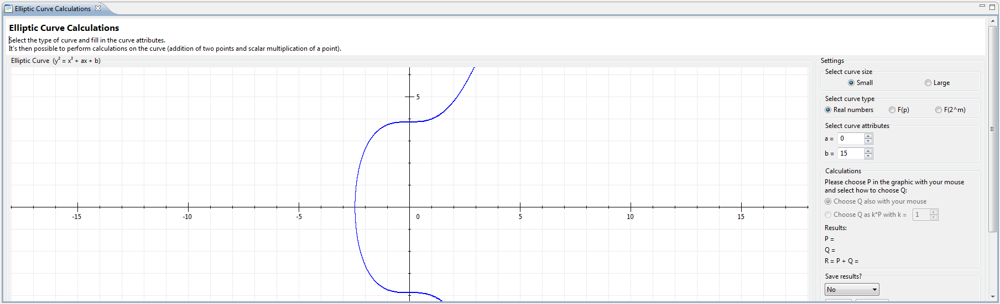 Elliptic Curve Calculations
Elliptic Curve Calculations
Select the type of curve and fill in the curve attributes.
It's then possible to perform calculations on the curve (addition of two points and scalar multiplication of a point).
Elliptic Curve (y² = x³ + ax + b)
5
-15 -10 -5 0 5 10 15
Settings
Select curve size
Small Large
Select curve type
Real numbers F(p) F(2^m)
Select curve attributes
a = 0
b = 15
Calculations
Please choose P in the graphic with your mouse
and select how to choose Q:
Choose Q also with your mouse
Choose Q as k*P with k = 1
Results:
P =
Q =
R = P + Q =
Save results?
No